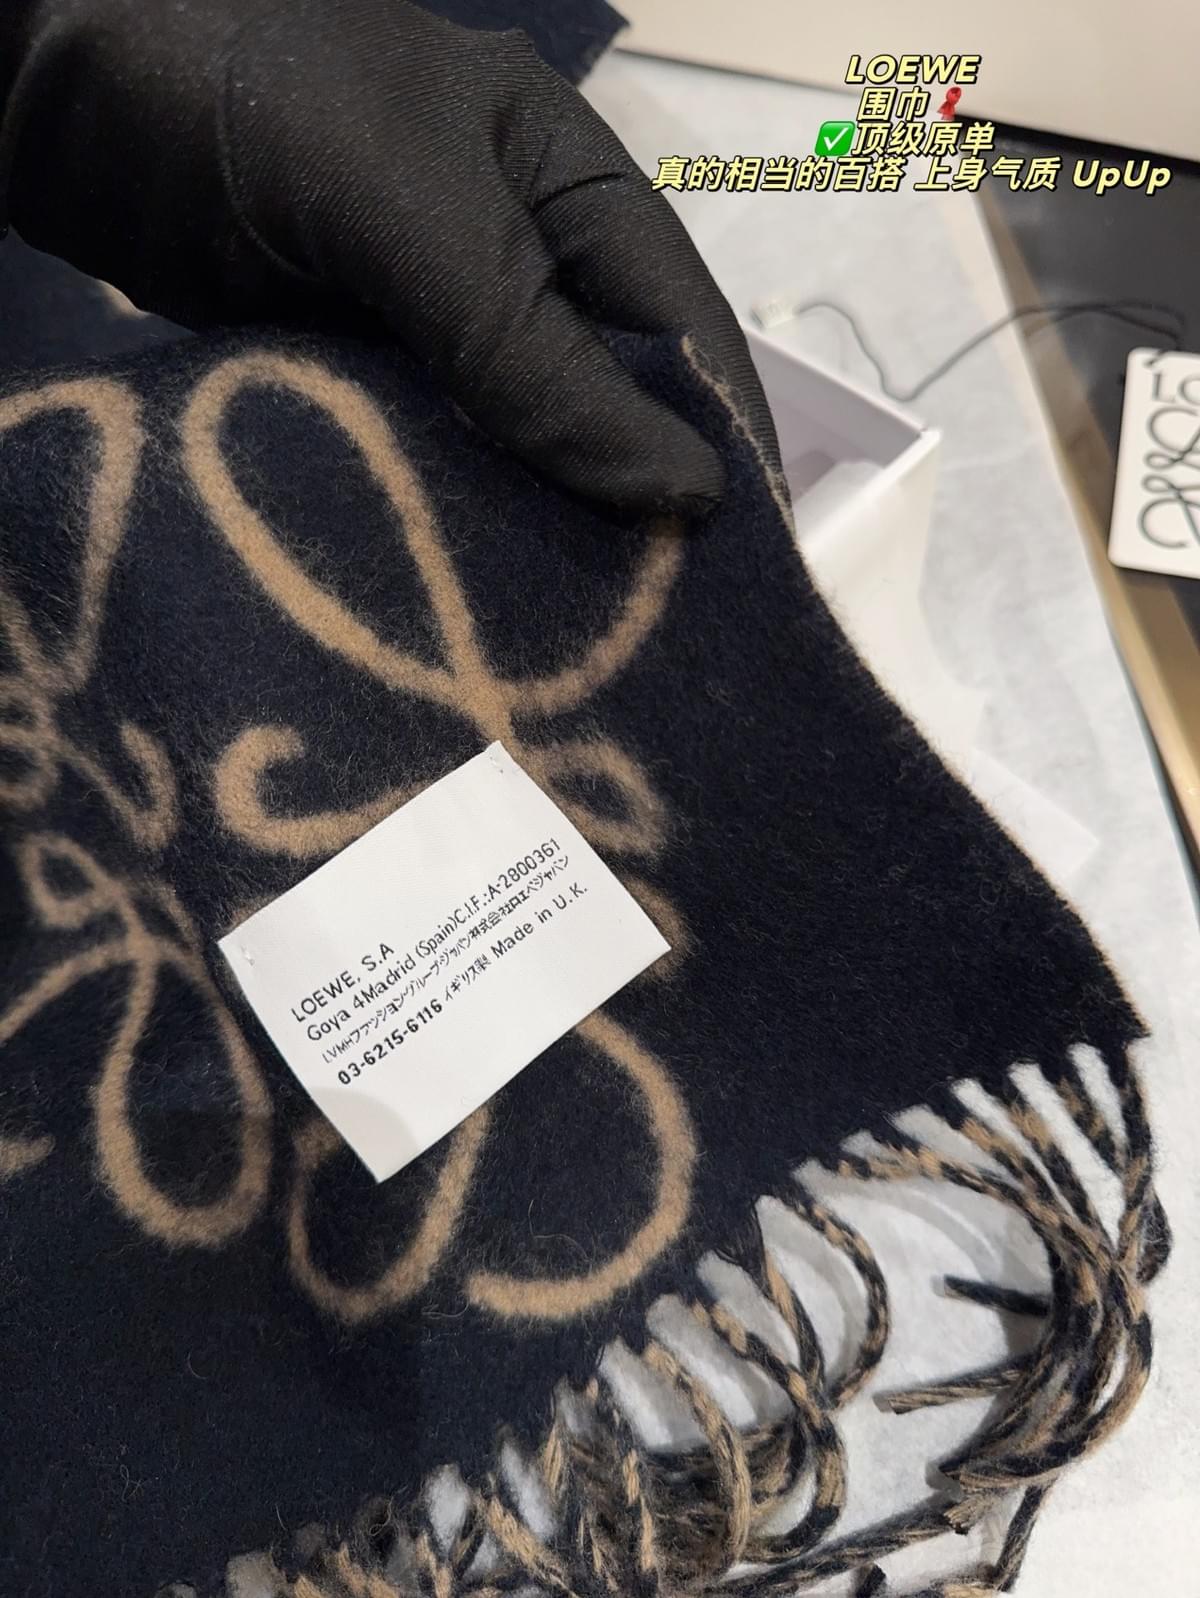 LOEWE
围巾🧣
✅顶级原单
真的相当的百搭 上身气质 UpUp
LOEWE. S.A
Goya 4Madrid (Spain)C.I.F.:A-2800361
LVMHファッション・グループ・ジャパン株式会社ロエベジャパン
03-6215-6116 イギリス製 Made in U.K.